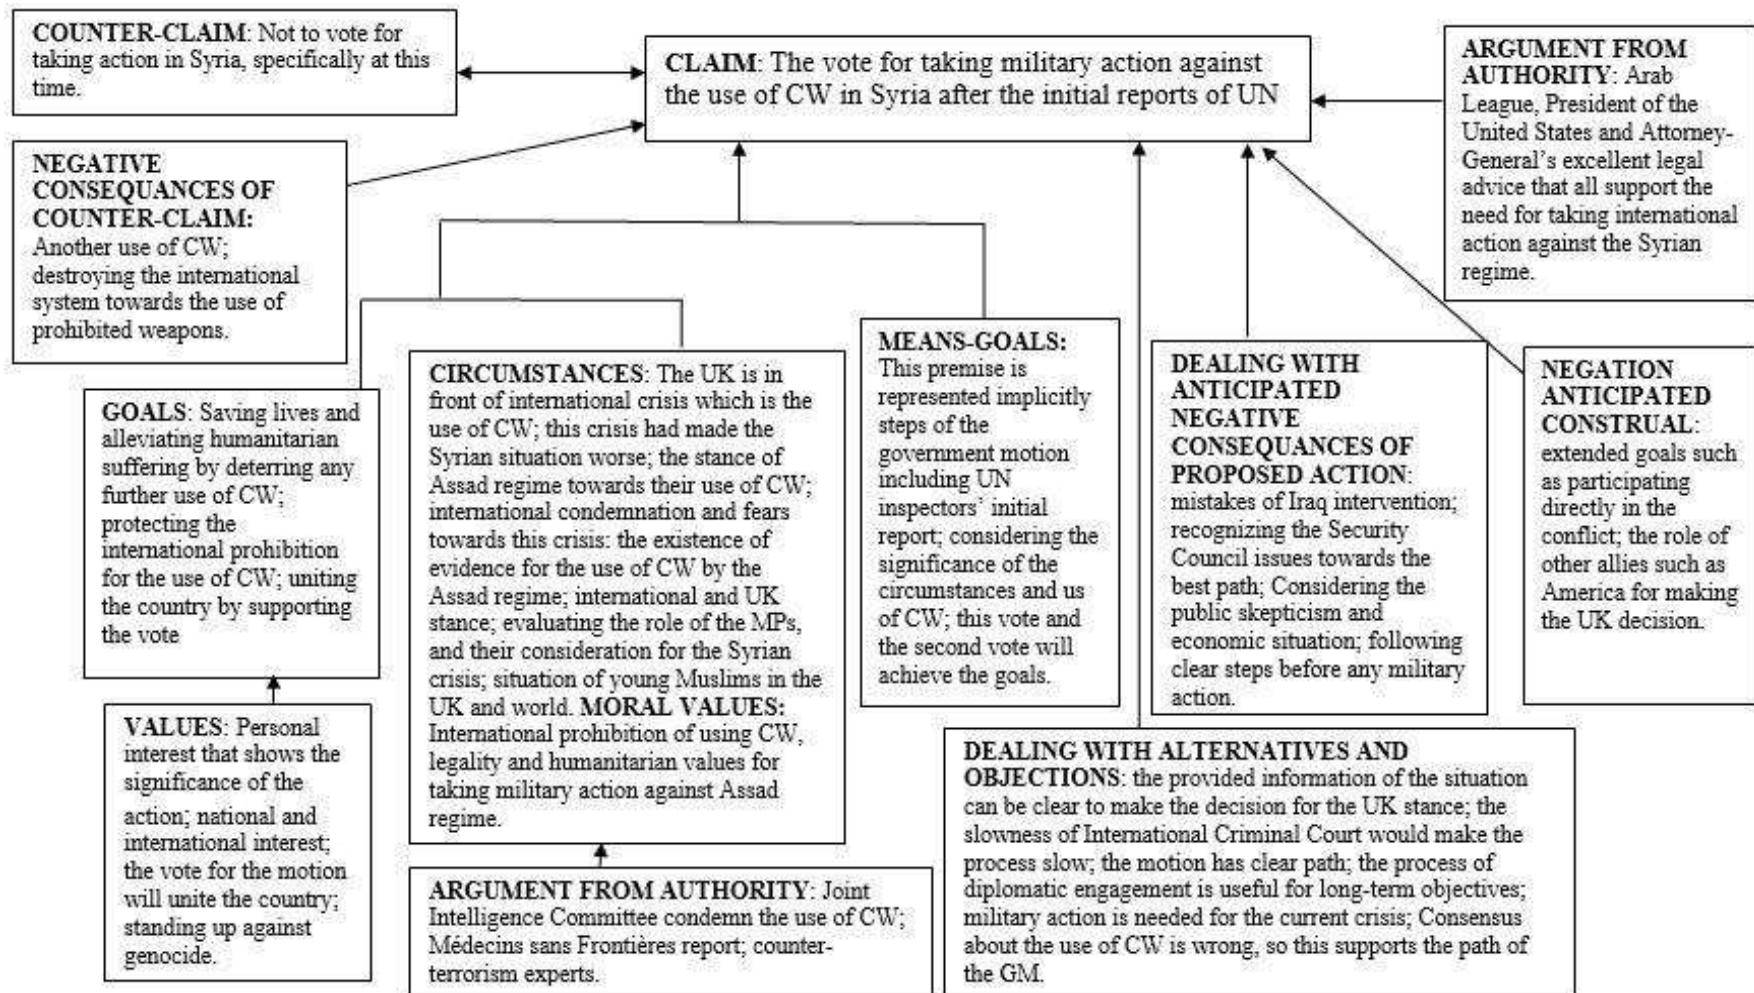 COUNTER-CLAIM: Not to vote for
taking action in Syria, specifically at this
time.
CLAIM: The vote for taking military action against
the use of CW in Syria after the initial reports of UN
ARGUMENT FROM
AUTHORITY: Arab
League, President of the
United States and Attorney-
General's excellent legal
advice that all support the
need for taking international
action against the Syrian
regime.
NEGATIVE
CONSEQUANCES OF
COUNTER-CLAIM:
Another use of CW;
destroying the international
system towards the use of
prohibited weapons.
GOALS: Saving lives and
alleviating humanitarian
suffering by deterring any
further use of CW;
protecting the
international prohibition
for the use of CW; uniting
the country by supporting
the vote
CIRCUMSTANCES: The UK is in
front of international crisis which is the
use of CW; this crisis had made the
Syrian situation worse; the stance of
Assad regime towards their use of CW;
international condemnation and fears
towards this crisis: the existence of
evidence for the use of CW by the
Assad regime; international and UK
stance; evaluating the role of the MPs,
and their consideration for the Syrian
crisis; situation of young Muslims in the
UK and world. MORAL VALUES:
International prohibition of using CW,
legality and humanitarian values for
taking military action against Assad
regime.
MEANS-GOALS:
This premise is
represented implicitly
steps of the
government motion
including UN
inspectors' initial
report; considering the
significance of the
circumstances and us
of CW; this vote and
the second vote will
achieve the goals.
DEALING WITH
ANTICIPATED
NEGATIVE
CONSEQUANCES OF
PROPOSED ACTION:
mistakes of Iraq intervention;
recognizing the Security
Council issues towards the
best path; Considering the
public skepticism and
economic situation; following
clear steps before any military
action.
NEGATION
ANTICIPATED
CONSTRUAL:
extended goals such
as participating
directly in the
conflict; the role of
other allies such as
America for making
the UK decision.
VALUES: Personal
interest that shows the
significance of the
action; national and
international interest;
the vote for the motion
will unite the country;
standing up against
genocide.
ARGUMENT FROM AUTHORITY: Joint
Intelligence Committee condemn the use of CW;
Médecins sans Frontières report; counter-
terrorism experts.
DEALING WITH ALTERNATIVES AND
OBJECTIONS: the provided information of the situation
can be clear to make the decision for the UK stance; the
slowness of International Criminal Court would make the
process slow; the motion has clear path; the process of
diplomatic engagement is useful for long-term objectives;
military action is needed for the current crisis; Consensus
about the use of CW is wrong, so this supports the path of
the GM.